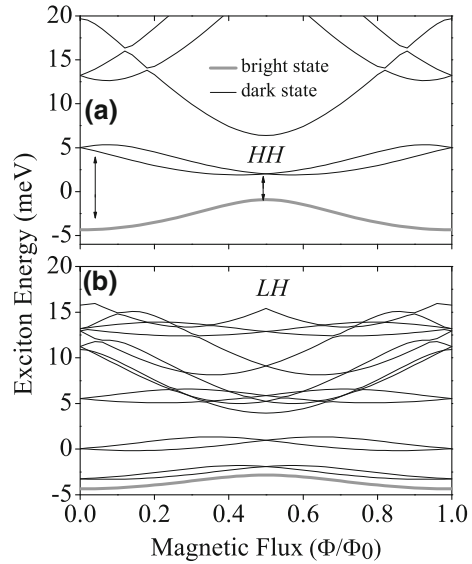 20
15
10
5
0
-5
(a)
bright state
dark state
HH
Exciton Energy (meV)
20
15
10
5
0
-5
(b)
LH
0.0 0.2 0.4 0.6 0.8 1.0
Magnetic Flux (Φ/Φ0)